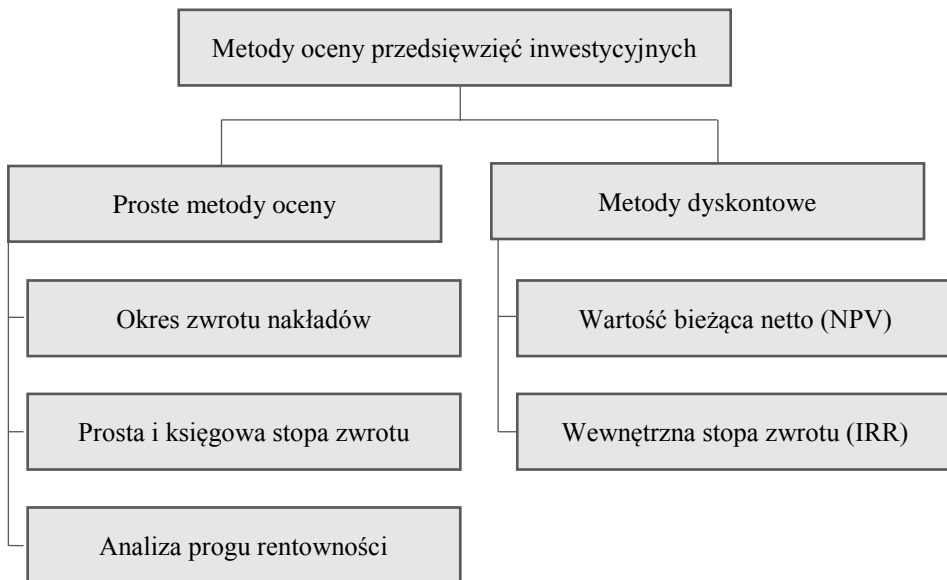 Metody oceny przedsięwzięć inwestycyjnych
Proste metody oceny
Metody dyskontowe
Okres zwrotu nakładów
Wartość bieżąca netto (NPV)
Prosta i księgowa stopa zwrotu
Wewnętrzna stopa zwrotu (IRR)
Analiza progu rentowności